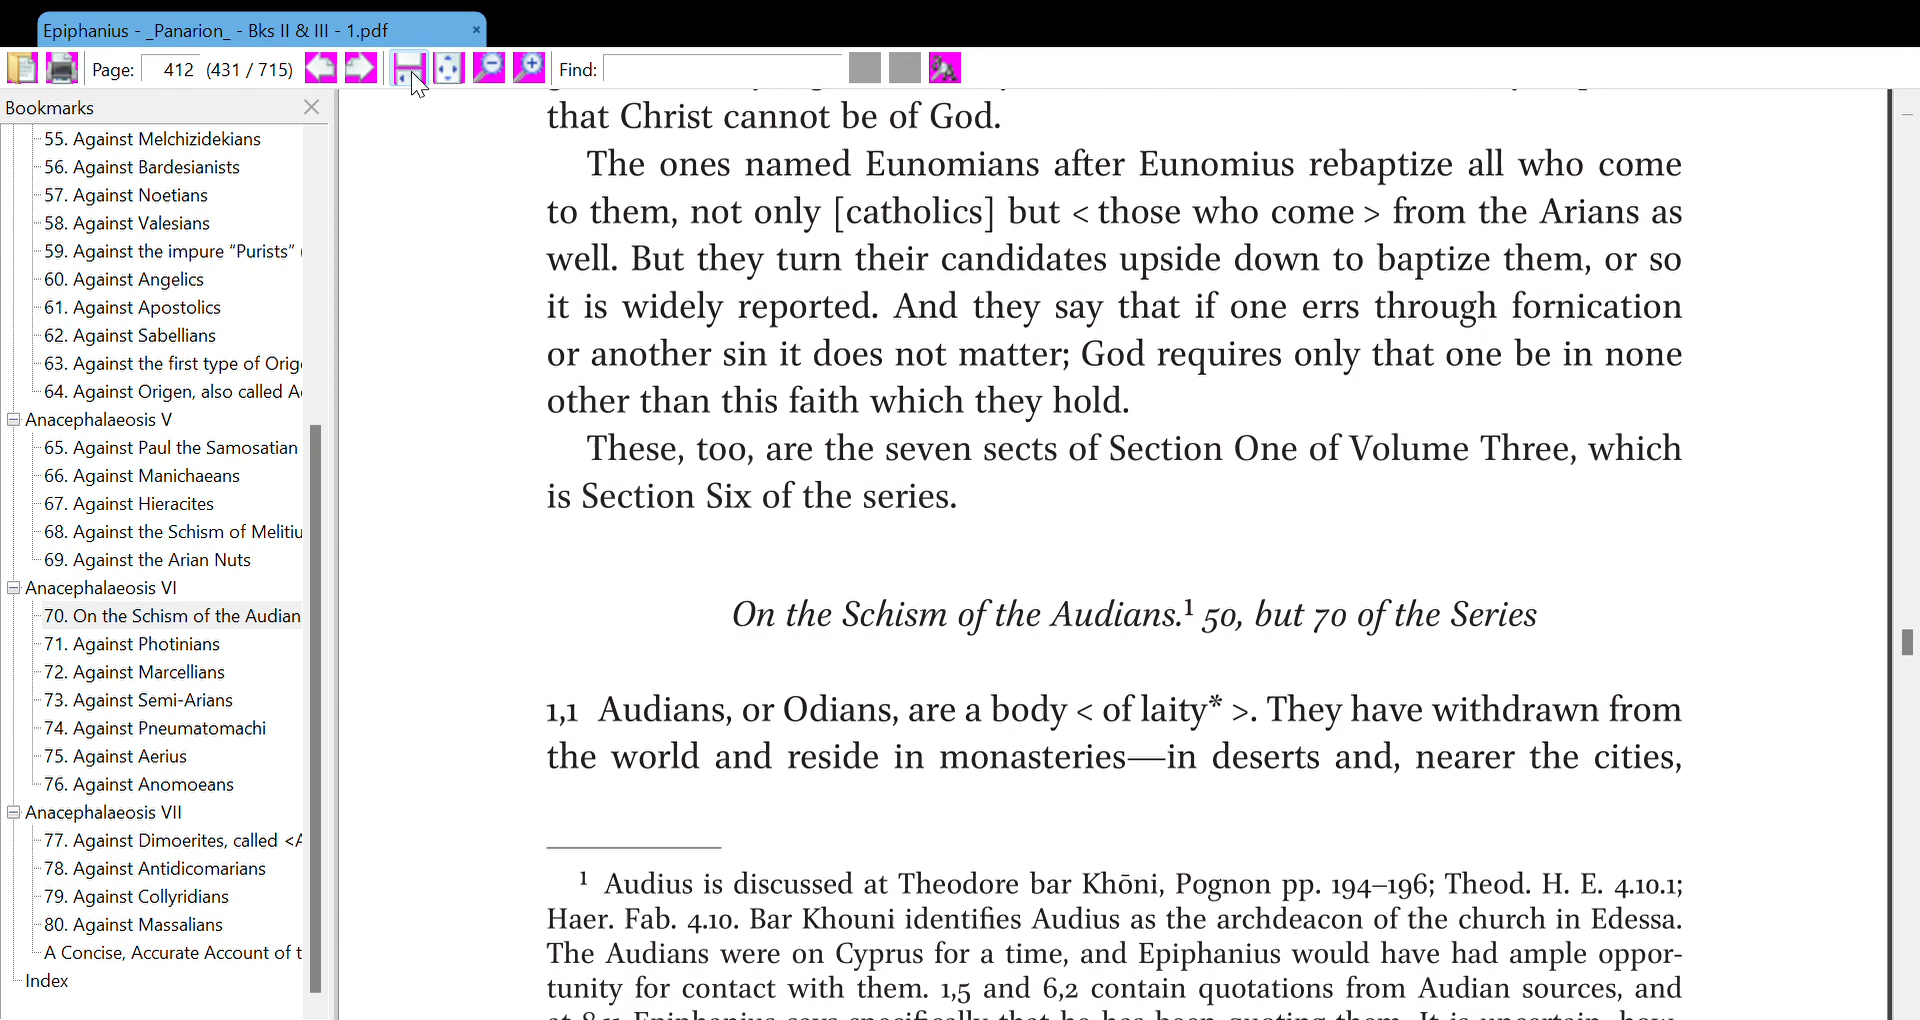 Epiphanius - _Panarion_ - Bks II & III - 1.pdf
×
Page: 412 (431 / 715)
Find:
Bookmarks
55. Against Melchizidekians
56. Against Bardesianists
57. Against Noetians
58. Against Valesians
59. Against the impure “Purists” (
60. Against Angelics
61. Against Apostolics
62. Against Sabellians
63. Against the first type of Orig
64. Against Origen, also called A
Anacephalaeosis V
65. Against Paul the Samosatian
66. Against Manichaeans
67. Against Hieracites
68. Against the Schism of Melitiu
69. Against the Arian Nuts
Anacephalaeosis VI
70. On the Schism of the Audian
71. Against Photinians
72. Against Marcellians
73. Against Semi-Arians
74. Against Pneumatomachi
75. Against Aerius
76. Against Anomoeans
Anacephalaeosis VII
77. Against Dimoerites, called <A
78. Against Antidicomarians
79. Against Collyridians
80. Against Massalians
A Concise, Accurate Account of t
Index
that Christ cannot be of God.
The ones named Eunomians after Eunomius rebaptize all who come
to them, not only [catholics] but < those who come > from the Arians as
well. But they turn their candidates upside down to baptize them, or so
it is widely reported. And they say that if one errs through fornication
or another sin it does not matter; God requires only that one be in none
other than this faith which they hold.
These, too, are the seven sects of Section One of Volume Three, which
is Section Six of the series.
On the Schism of the Audians.¹ 50, but 70 of the Series
1,1 Audians, or Odians, are a body < of laity* >. They have withdrawn from
the world and reside in monasteries—in deserts and, nearer the cities,
¹ Audius is discussed at Theodore bar Khōni, Pognon pp. 194–196; Theod. H. E. 4.10.1;
Haer. Fab. 4.10. Bar Khouni identifies Audius as the archdeacon of the church in Edessa.
The Audians were on Cyprus for a time, and Epiphanius would have had ample oppor-
tunity for contact with them. 1,5 and 6,2 contain quotations from Audian sources, and